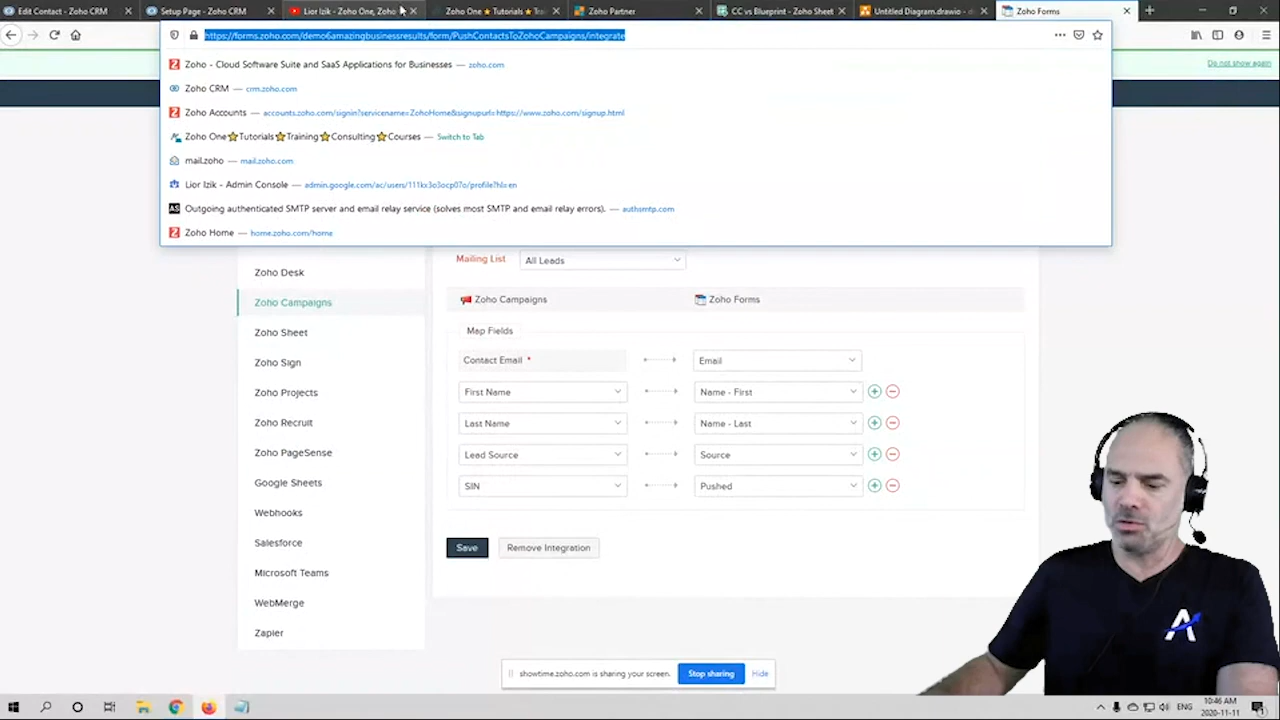 Edit Contact - Zoho CRM
Setup Page - Zoho CRM
Lior Izik - Zoho One, Zoho
Zoho One★Tutorials★Tra
Zoho Partner
FC vs Blueprint - Zoho Sheet
Untitled Diagram.drawio -
Zoho Forms
https://forms.zoho.com/demo6amazingbusinessresults/form/PushContactsToZohoCampaigns/integrate
Zoho - Cloud Software Suite and SaaS Applications for Businesses — zoho.com
Do not show again
Zoho CRM — crm.zoho.com
Zoho Accounts — accounts.zoho.com/signin?servicename=ZohoHome&signupurl=https://www.zoho.com/signup.html
Zoho One⭐Tutorials⭐Training⭐Consulting⭐Courses — Switch to Tab
mail.zoho — mail.zoho.com
Lior Izik - Admin Console — admin.google.com/ac/users/111kx3o3ocp07o/profile?hl=en
Outgoing authenticated SMTP server and email relay service (solves most SMTP and email relay errors). — authsmtp.com
Zoho Home — home.zoho.com/home
Mailing List All Leads
Zoho Desk
Zoho Campaigns
Zoho Sheet
Zoho Sign
Zoho Projects
Zoho Recruit
Zoho PageSense
Google Sheets
Webhooks
Salesforce
Microsoft Teams
WebMerge
Zapier
Zoho Campaigns Zoho Forms
Map Fields
Contact Email * Email
First Name Name - First
Last Name Name - Last
Lead Source Source
SIN Pushed
Save Remove Integration
showtime.zoho.com is sharing your screen. Stop sharing Hide
A
ENG
10:46 AM
2020-11-11